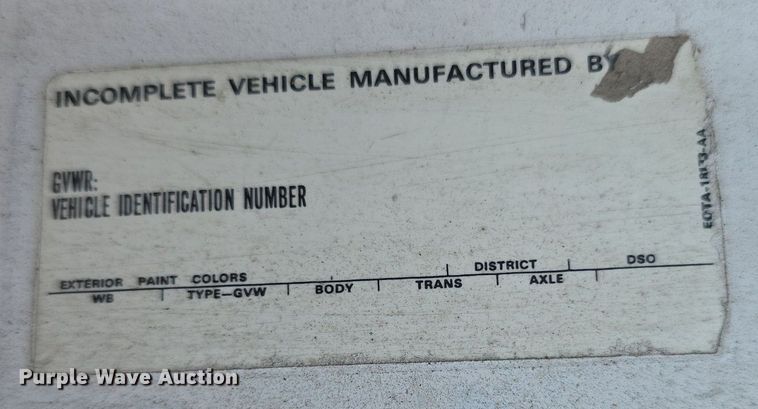 INCOMPLETE VEHICLE MANUFACTURED BY
GVWR:
VEHICLE IDENTIFICATION NUMBER
EXTERIOR PAINT COLORS DISTRICT DSO
WB TYPE—GVW BODY TRANS AXLE
Purple Wave Auction